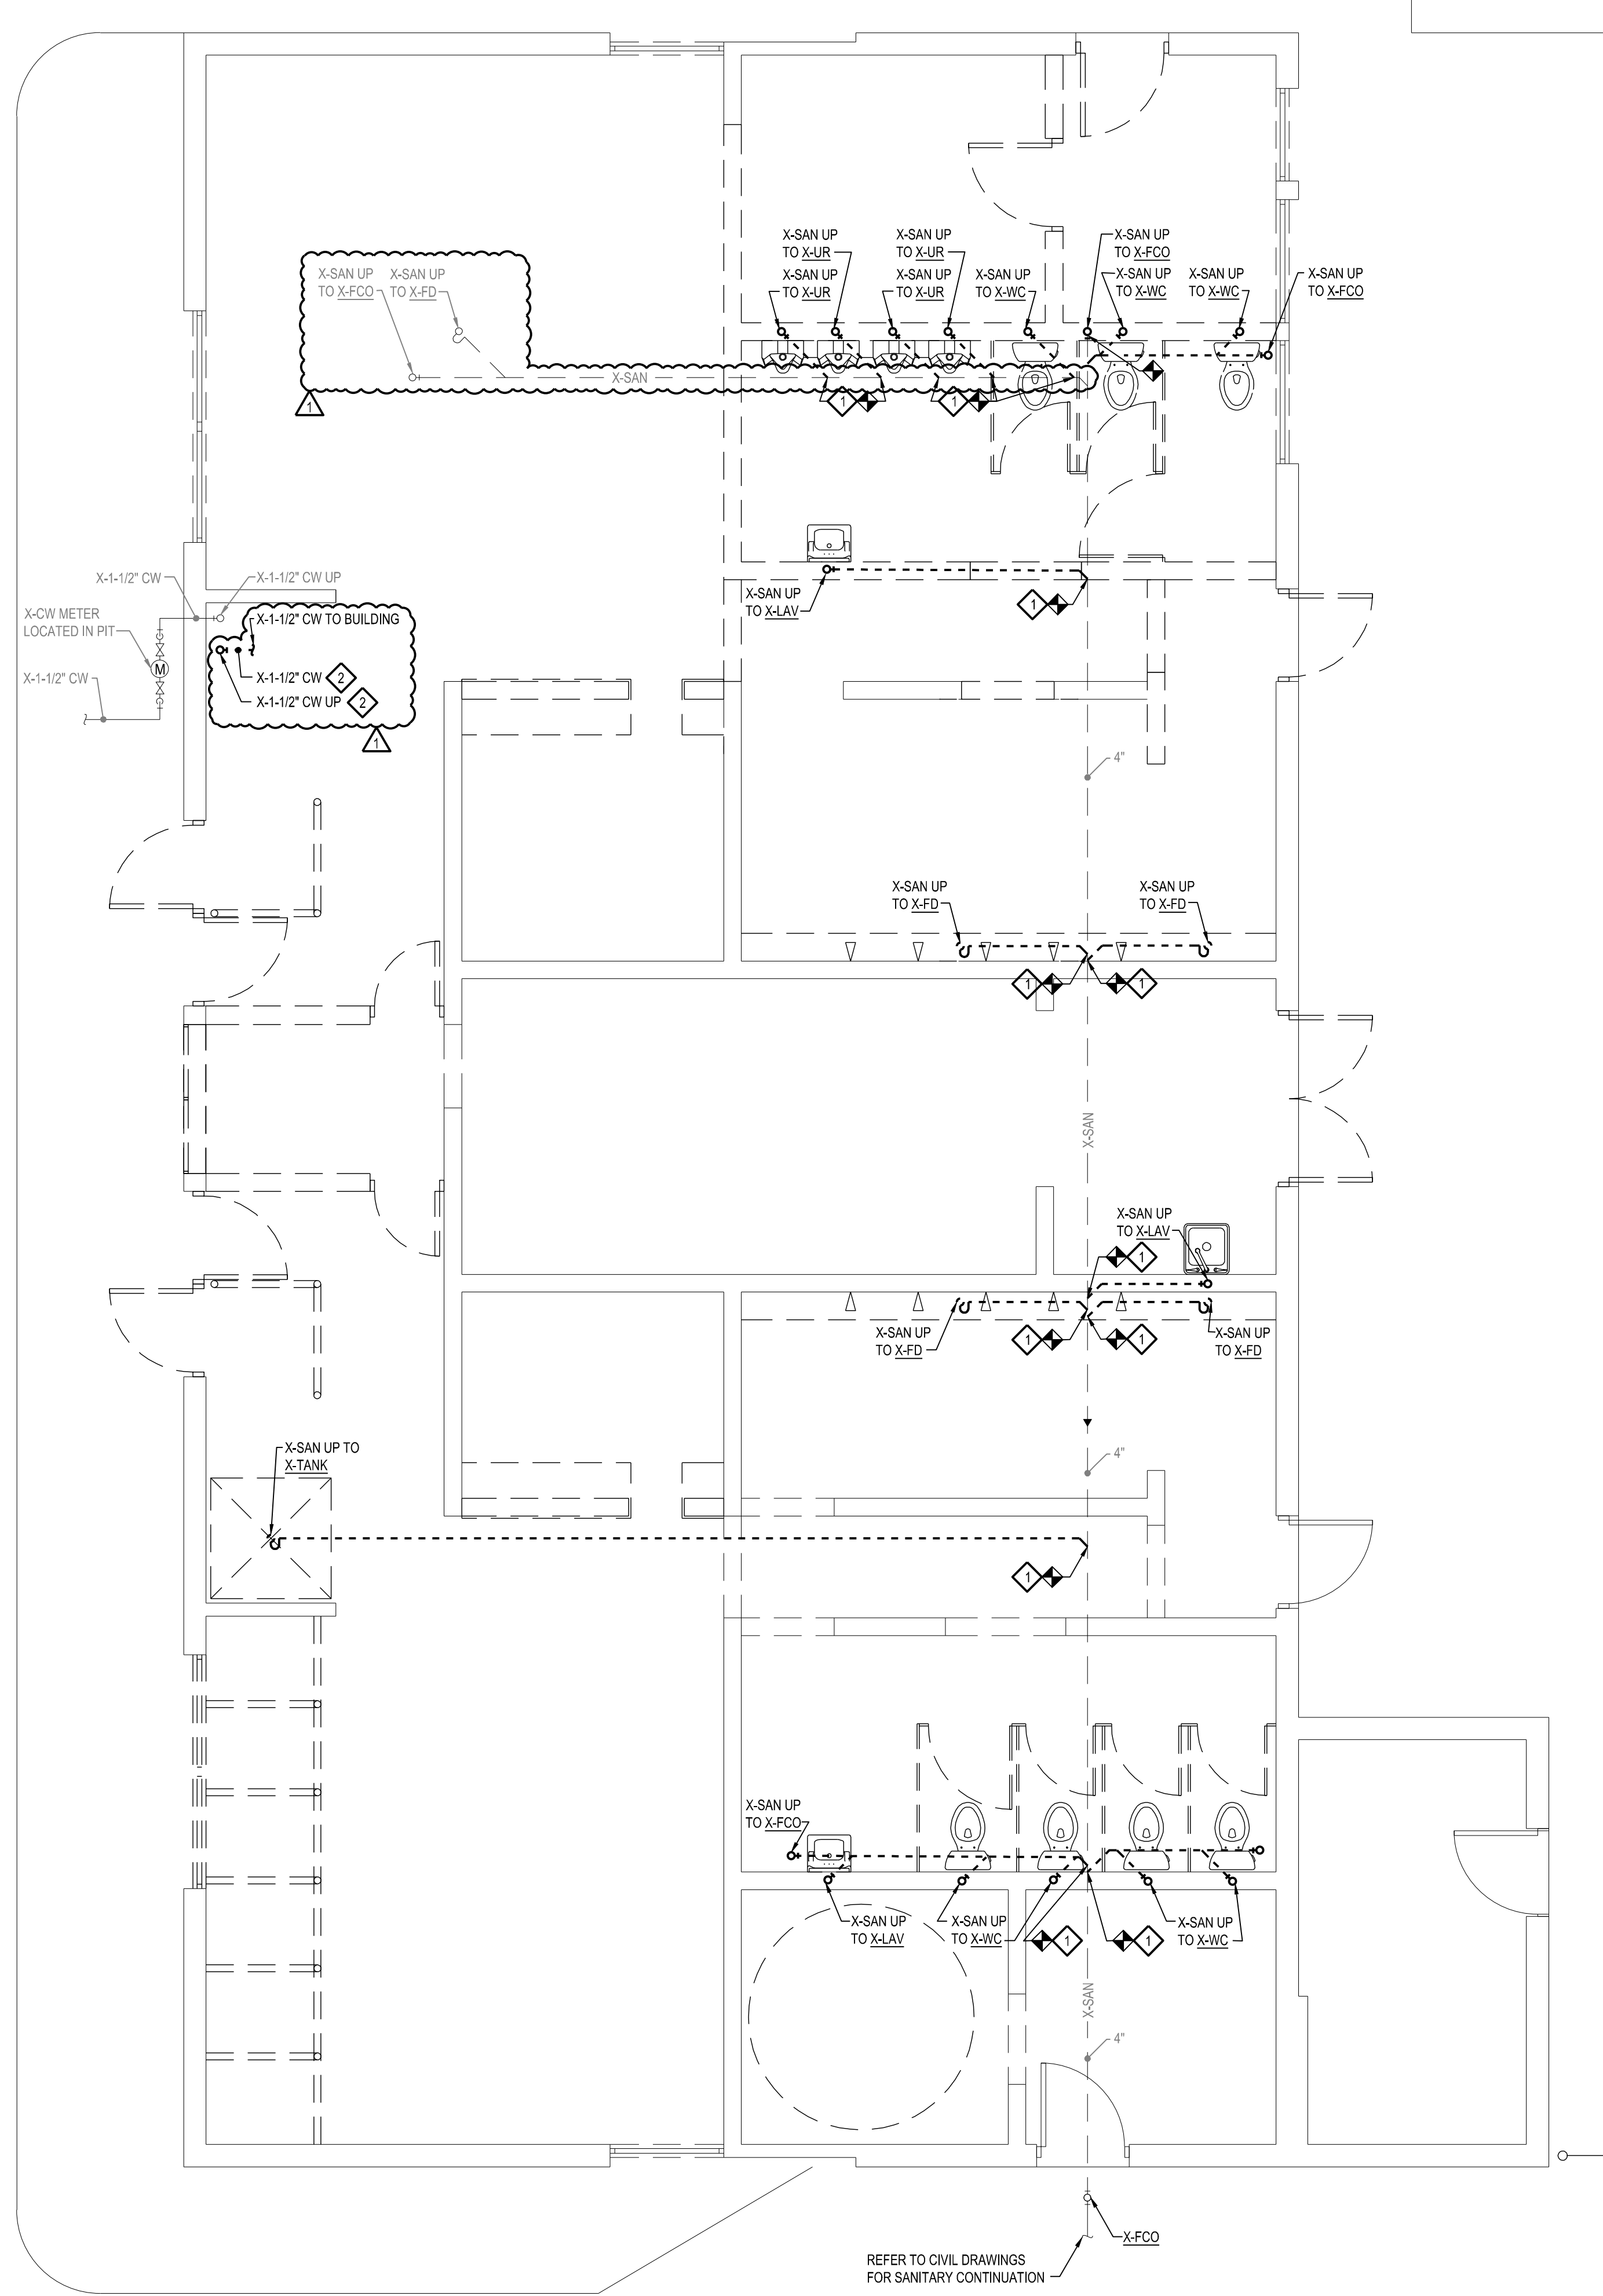 X-SAN UP
TO X-UR
X-SAN UP
TO X-UR
X-SAN UP
TO X-FCO
X-SAN UP
TO X-FCO
X-SAN UP
TO X-FD
X-SAN UP
TO X-UR
X-SAN UP
TO X-UR
X-SAN UP
TO X-WC
X-SAN UP
TO X-WC
X-SAN UP
TO X-WC
X-SAN UP
TO X-FCO
X-SAN
1
1
1
X-1-1/2" CW
X-1-1/2" CW UP
X-SAN UP
TO X-LAV
1
X-CW METER
LOCATED IN PIT
X-1-1/2" CW TO BUILDING
M
X-1-1/2" CW
X-1-1/2" CW 2
X-1-1/2" CW UP 2
1
4"
X-SAN UP
TO X-FD
X-SAN UP
TO X-FD
1
1
X-SAN
X-SAN UP
TO X-LAV
1
X-SAN UP
TO X-FD
1
1
X-SAN UP
TO X-FD
X-SAN UP TO
X-TANK
4"
1
X-SAN UP
TO X-FCO
X-SAN UP
TO X-LAV
X-SAN UP
TO X-WC
1
1
X-SAN UP
TO X-WC
X-SAN
4"
X-FCO
REFER TO CIVIL DRAWINGS
FOR SANITARY CONTINUATION